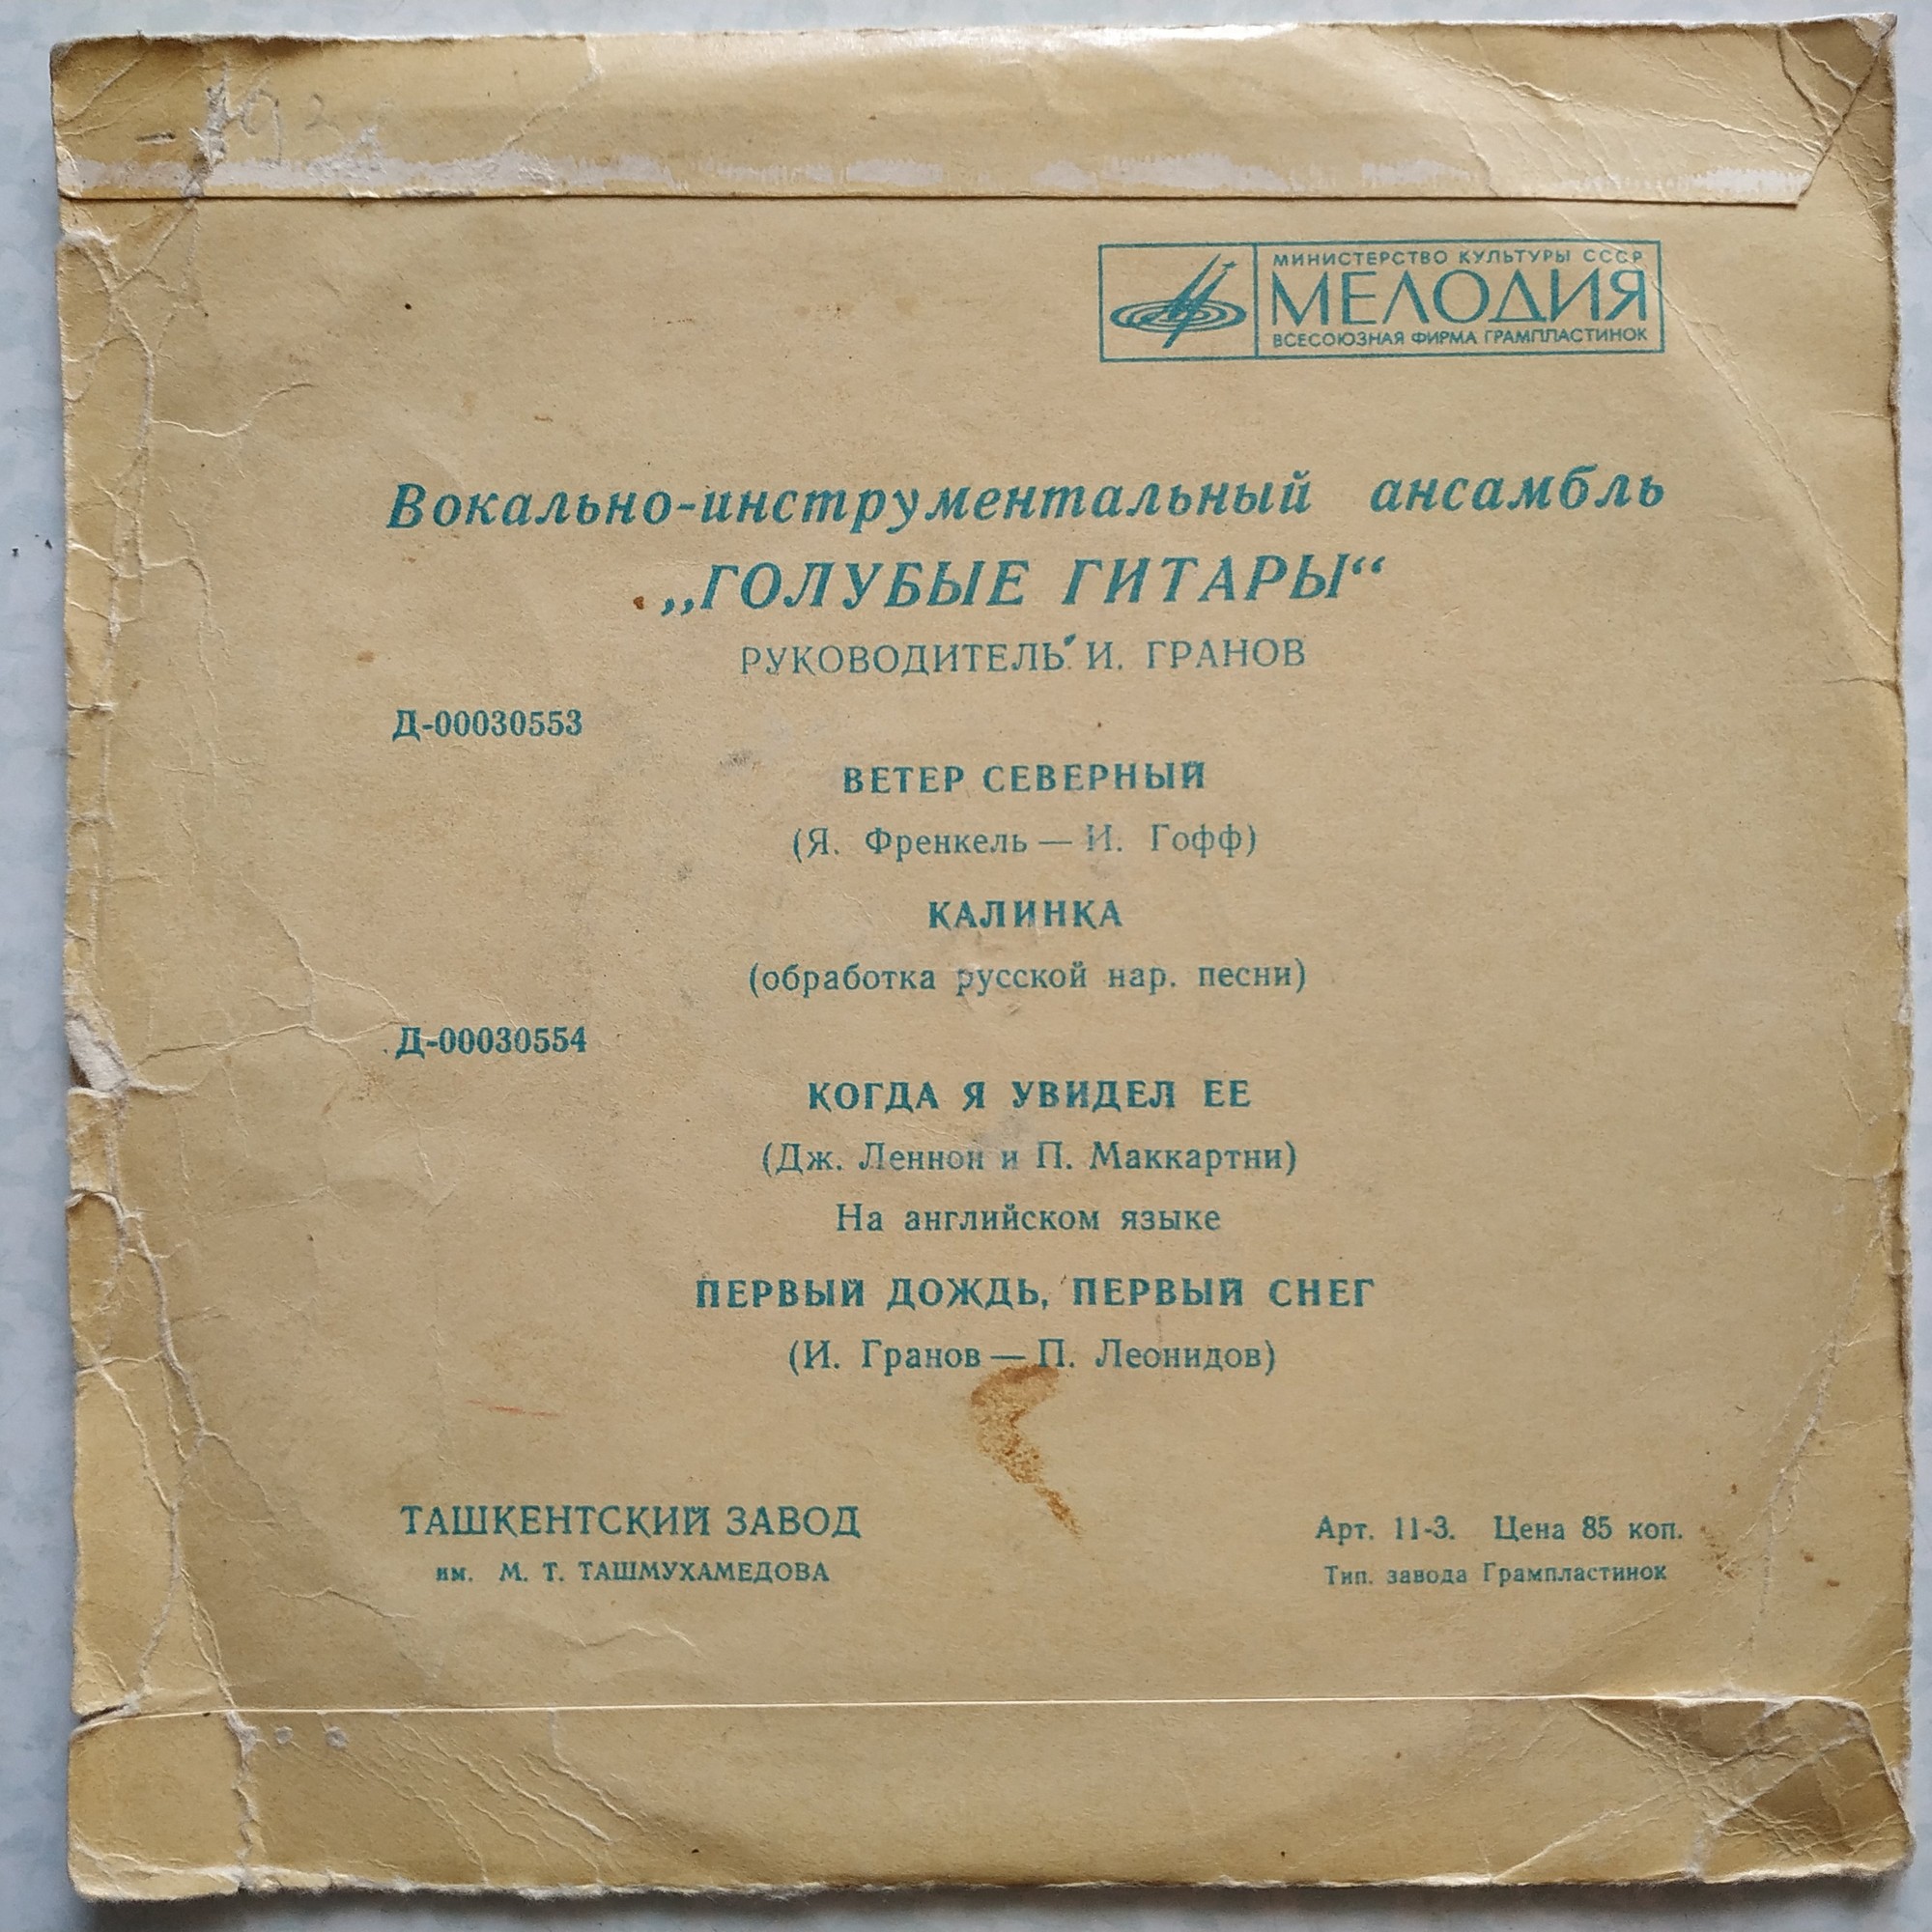 МИНИСТЕРСТВО КУЛЬТУРЫ СССР
МЕЛОДИЯ
ВСЕСОЮЗНАЯ ФИРМА ГРАМПЛАСТИНОК
Вокально-инструментальный ансамбль
„ГОЛУБЫЕ ГИТАРЫ“
РУКОВОДИТЕЛЬ И. ГРАНОВ
Д-00030553
ВЕТЕР СЕВЕРНЫЙ
(Я. Френкель — И. Гофф)
КАЛИНКА
(обработка русской нар. песни)
Д-00030554
КОГДА Я УВИДЕЛ ЕЕ
(Дж. Леннон и П. Маккартни)
На английском языке
ПЕРВЫЙ ДОЖДЬ, ПЕРВЫЙ СНЕГ
(И. Гранов — П. Леонидов)
ТАШКЕНТСКИЙ ЗАВОД
им. М. Т. ТАШМУХАМЕДОВА
Арт. 11-3. Цена 85 коп.
Тип. завода Грампластинок